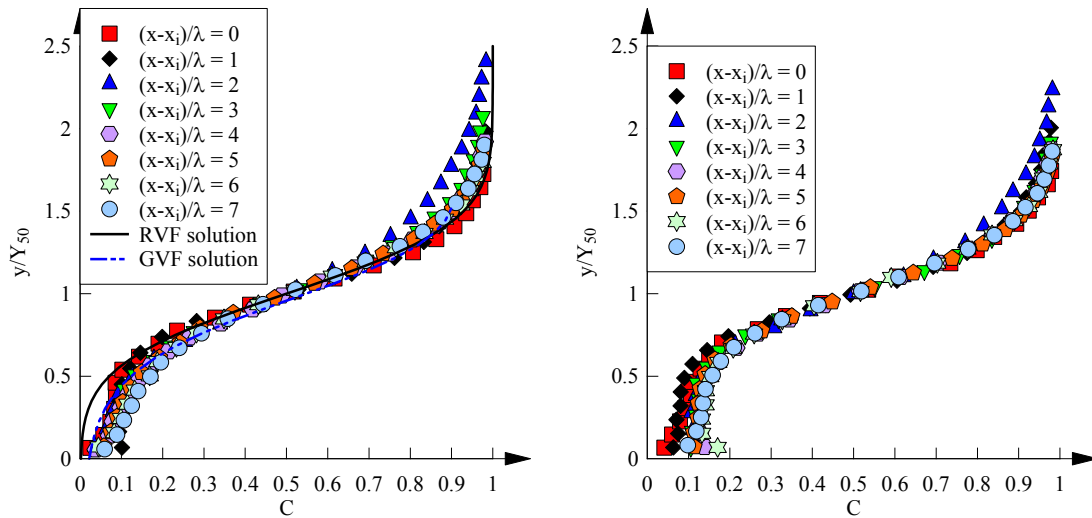 2.5
2
1.5
1
0.5
0
y/Y50
(x-xi)/λ = 0
(x-xi)/λ = 1
(x-xi)/λ = 2
(x-xi)/λ = 3
(x-xi)/λ = 4
(x-xi)/λ = 5
(x-xi)/λ = 6
(x-xi)/λ = 7
RVF solution
GVF solution
0 0.1 0.2 0.3 0.4 0.5 0.6 0.7 0.8 0.9 1
C
2.5
2
1.5
1
0.5
0
y/Y50
(x-xi)/λ = 0
(x-xi)/λ = 1
(x-xi)/λ = 2
(x-xi)/λ = 3
(x-xi)/λ = 4
(x-xi)/λ = 5
(x-xi)/λ = 6
(x-xi)/λ = 7
0 0.1 0.2 0.3 0.4 0.5 0.6 0.7 0.8 0.9 1
C